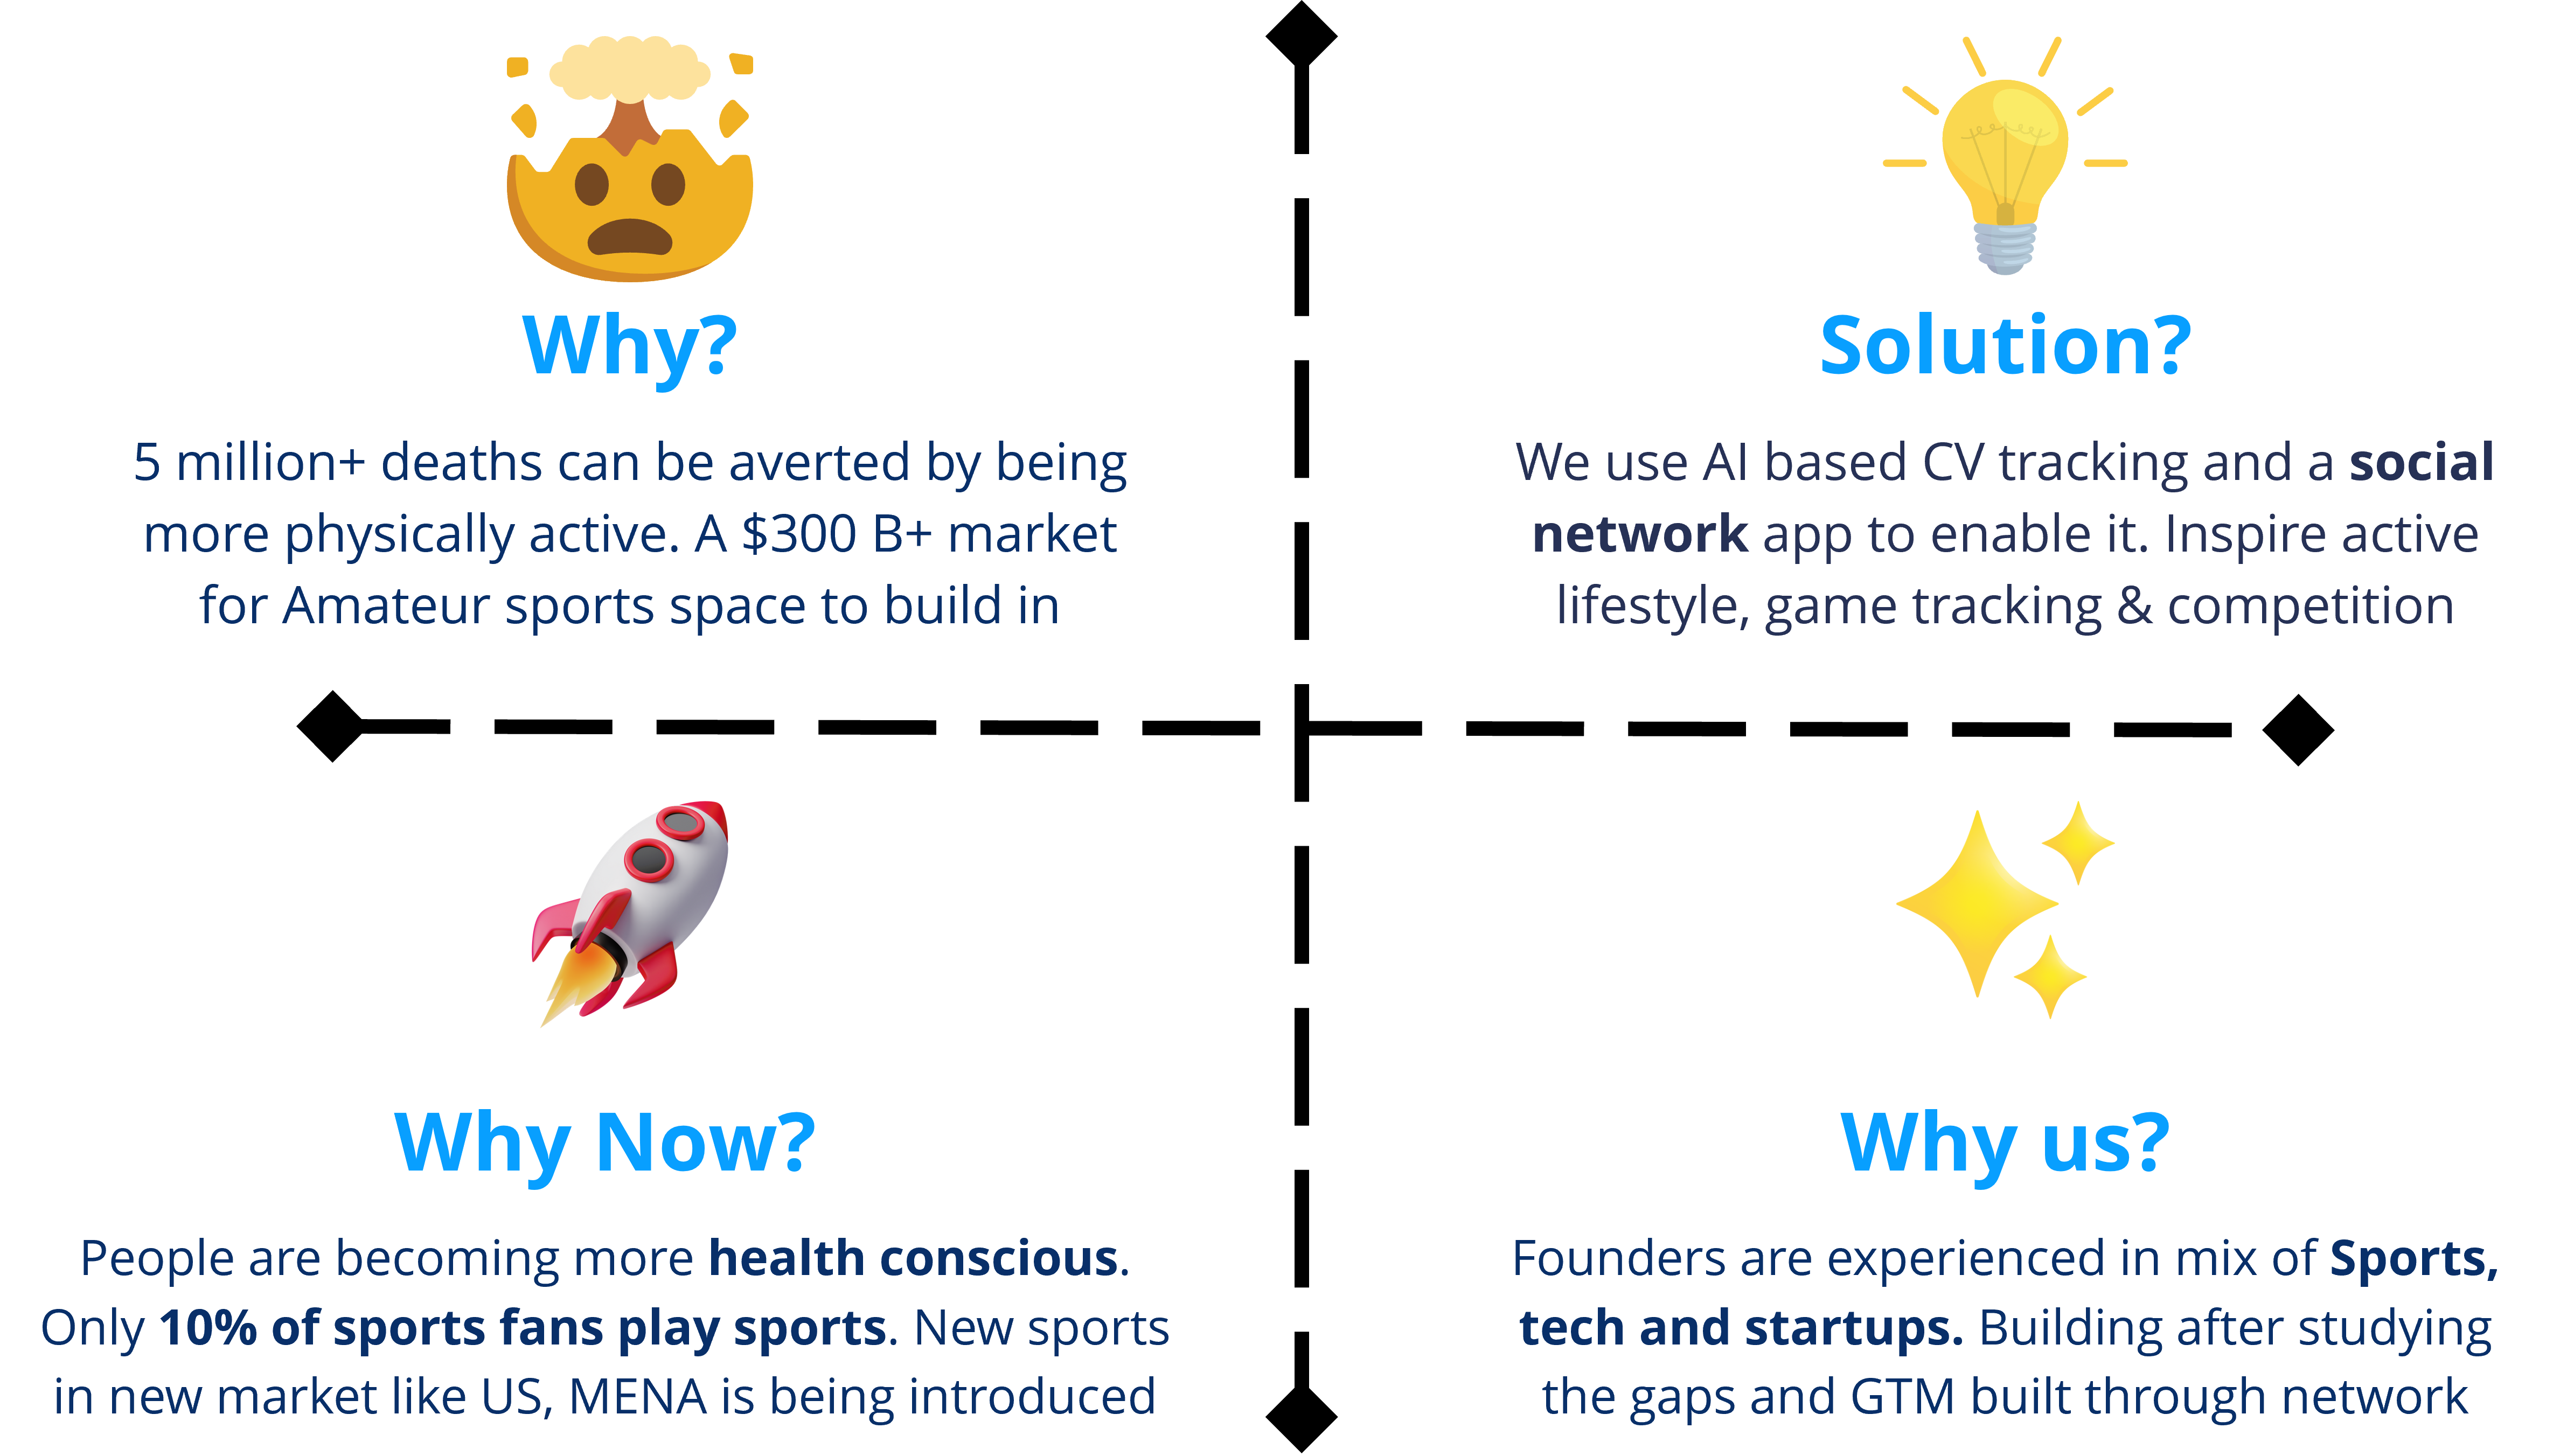 Why?
5 million+ deaths can be averted by being
more physically active. A $300 B+ market
for Amateur sports space to build in
Solution?
We use AI based CV tracking and a social
network app to enable it. Inspire active
lifestyle, game tracking & competition
Why Now?
People are becoming more health conscious.
Only 10% of sports fans play sports. New sports
in new market like US, MENA is being introduced
Why us?
Founders are experienced in mix of Sports,
tech and startups. Building after studying
the gaps and GTM built through network